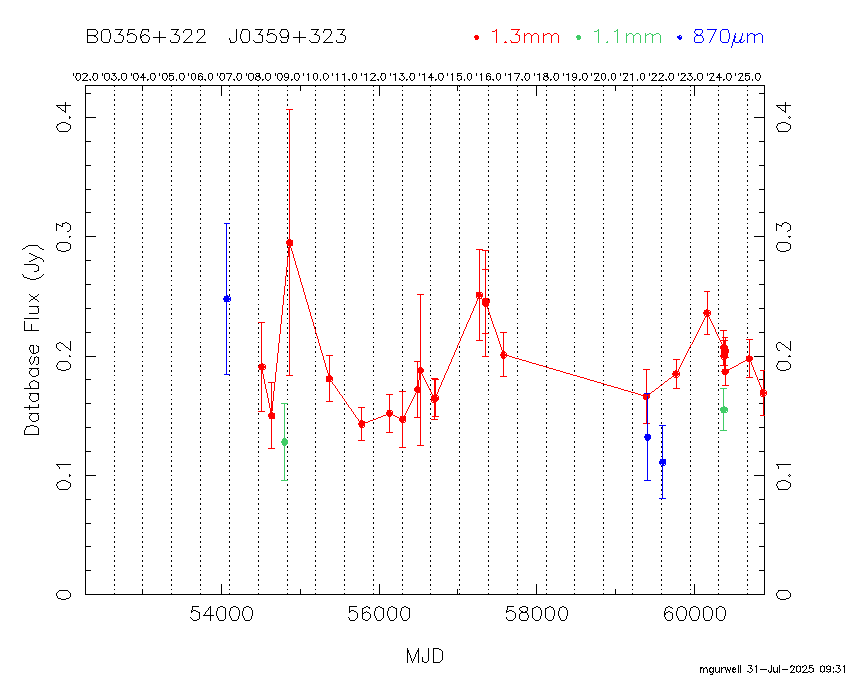 B0356+322 J0359+323 1.3mm 1.1mm 870μm
'02.0 '03.0 '04.0 '05.0 '06.0 '07.0 '08.0 '09.0 '10.0 '11.0 '12.0 '13.0 '14.0 '15.0 '16.0 '17.0 '18.0 '19.0 '20.0 '21.0 '22.0 '23.0 '24.0 '25.0
0.4 0.4
0.3 0.3
Database Flux (Jy)
0.2 0.2
0.1 0.1
0 0
54000 56000 58000 60000
MJD
mgurwell 31-Jul-2025 09:31